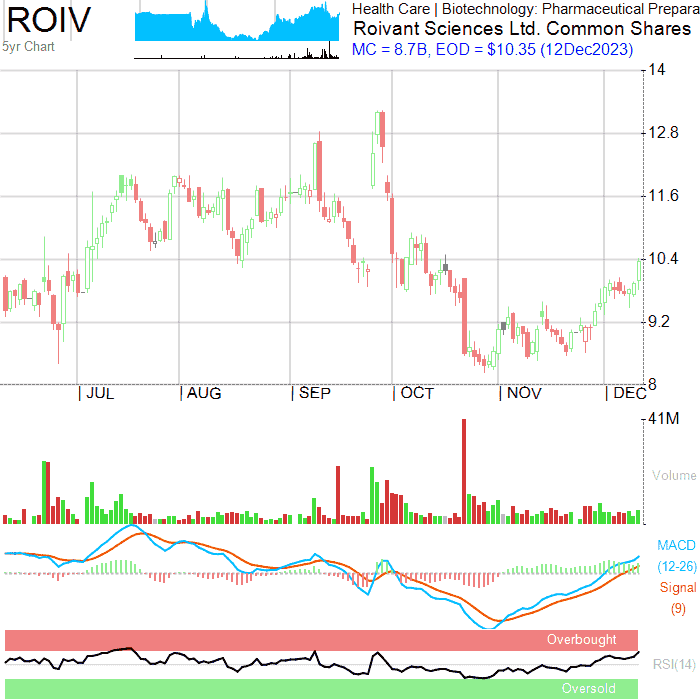 ROIV
5yr Chart
Health Care | Biotechnology: Pharmaceutical Prepara
Roivant Sciences Ltd. Common Shares
MC = 8.7B, EOD = $10.35 (12Dec2023)
14
12.8
11.6
10.4
9.2
8
| JUL | AUG | SEP | OCT | NOV | DEC
41M
Volume
MACD
(12-26)
Signal
(9)
Overbought
RSI(14)
Oversold